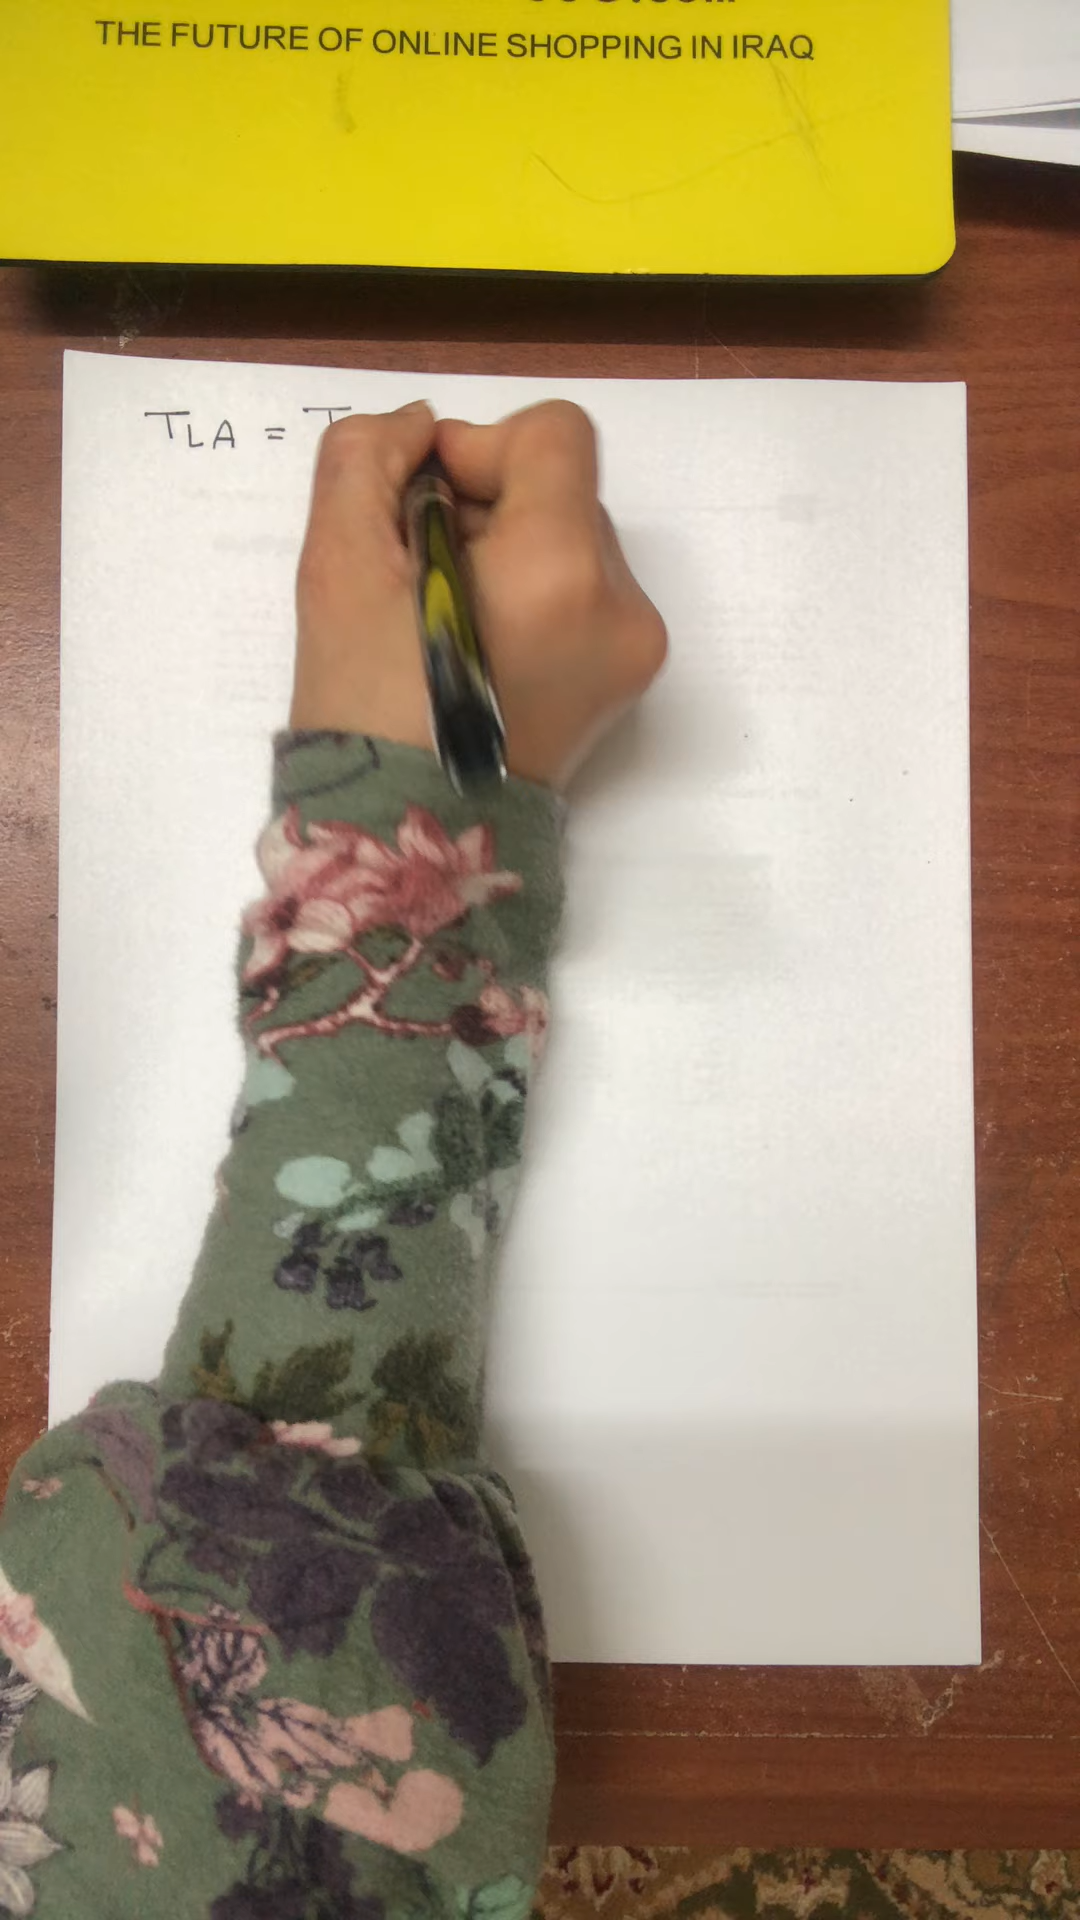 THE FUTURE OF ONLINE SHOPPING IN IRAQ
TLA = T